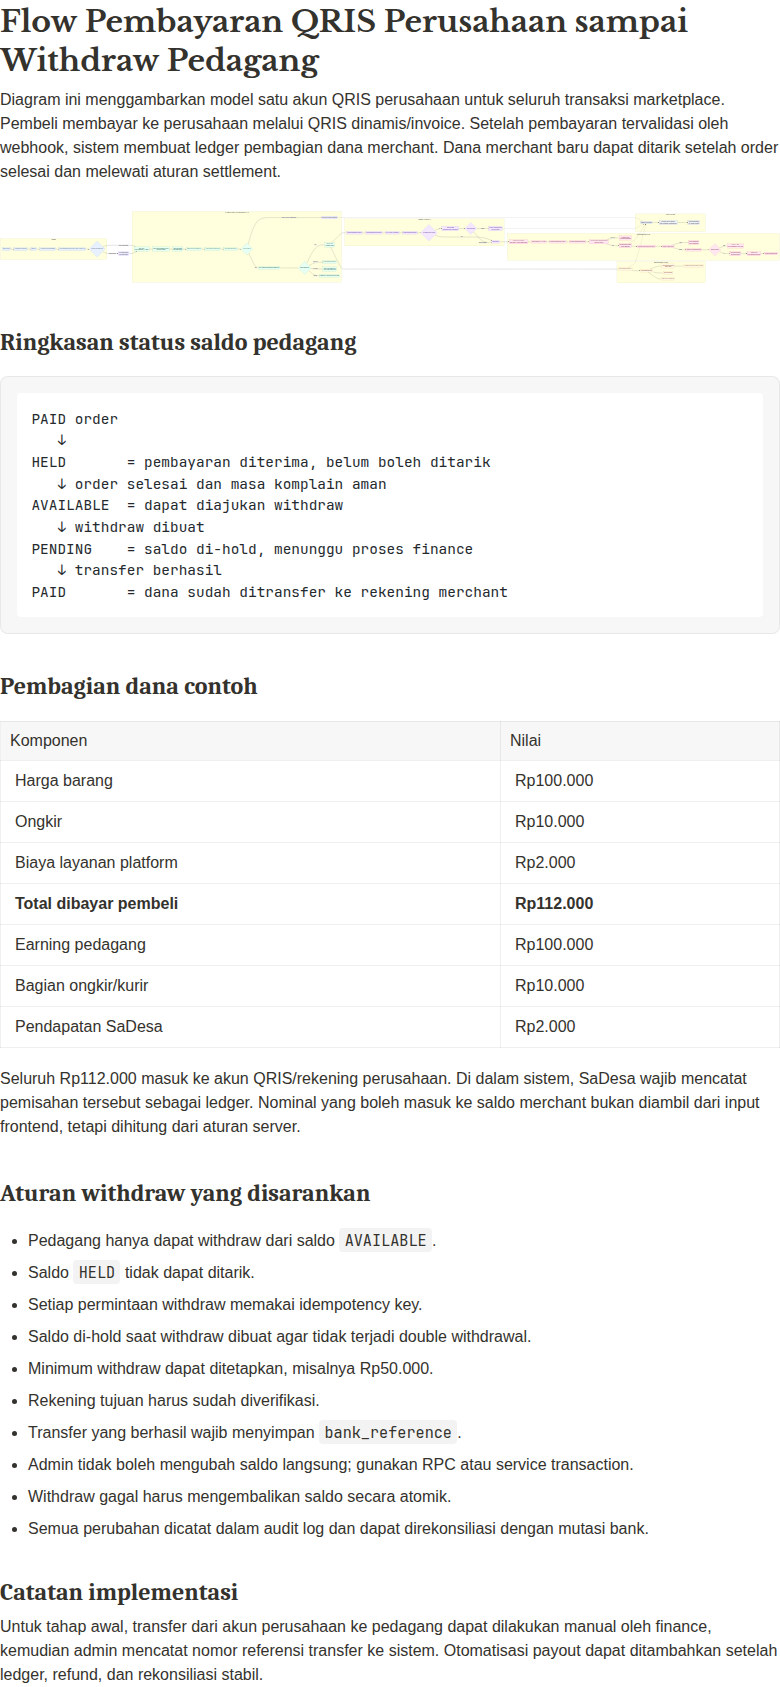 Flow Pembayaran QRIS Perusahaan sampai
Withdraw Pedagang
Diagram ini menggambarkan model satu akun QRIS perusahaan untuk seluruh transaksi marketplace.
Pembeli membayar ke perusahaan melalui QRIS dinamis/invoice. Setelah pembayaran tervalidasi oleh
webhook, sistem membuat ledger pembagian dana merchant. Dana merchant baru dapat ditarik setelah order
selesai dan melewati aturan settlement.
Ringkasan status saldo pedagang
PAID order
↓
HELD = pembayaran diterima, belum boleh ditarik
↓ order selesai dan masa komplain aman
AVAILABLE = dapat diajukan withdraw
↓ withdraw dibuat
PENDING = saldo di-hold, menunggu proses finance
↓ transfer berhasil
PAID = dana sudah ditransfer ke rekening merchant
Pembagian dana contoh
Komponen Nilai
Harga barang Rp100.000
Ongkir Rp10.000
Biaya layanan platform Rp2.000
Total dibayar pembeli Rp112.000
Earning pedagang Rp100.000
Bagian ongkir/kurir Rp10.000
Pendapatan SaDesa Rp2.000
Seluruh Rp112.000 masuk ke akun QRIS/rekening perusahaan. Di dalam sistem, SaDesa wajib mencatat
pemisahan tersebut sebagai ledger. Nominal yang boleh masuk ke saldo merchant bukan diambil dari input
frontend, tetapi dihitung dari aturan server.
Aturan withdraw yang disarankan
• Pedagang hanya dapat withdraw dari saldo AVAILABLE.
• Saldo HELD tidak dapat ditarik.
• Setiap permintaan withdraw memakai idempotency key.
• Saldo di-hold saat withdraw dibuat agar tidak terjadi double withdrawal.
• Minimum withdraw dapat ditetapkan, misalnya Rp50.000.
• Rekening tujuan harus sudah diverifikasi.
• Transfer yang berhasil wajib menyimpan bank_reference.
• Admin tidak boleh mengubah saldo langsung; gunakan RPC atau service transaction.
• Withdraw gagal harus mengembalikan saldo secara atomik.
• Semua perubahan dicatat dalam audit log dan dapat direkonsiliasi dengan mutasi bank.
Catatan implementasi
Untuk tahap awal, transfer dari akun perusahaan ke pedagang dapat dilakukan manual oleh finance,
kemudian admin mencatat nomor referensi transfer ke sistem. Otomatisasi payout dapat ditambahkan setelah
ledger, refund, dan rekonsiliasi stabil.